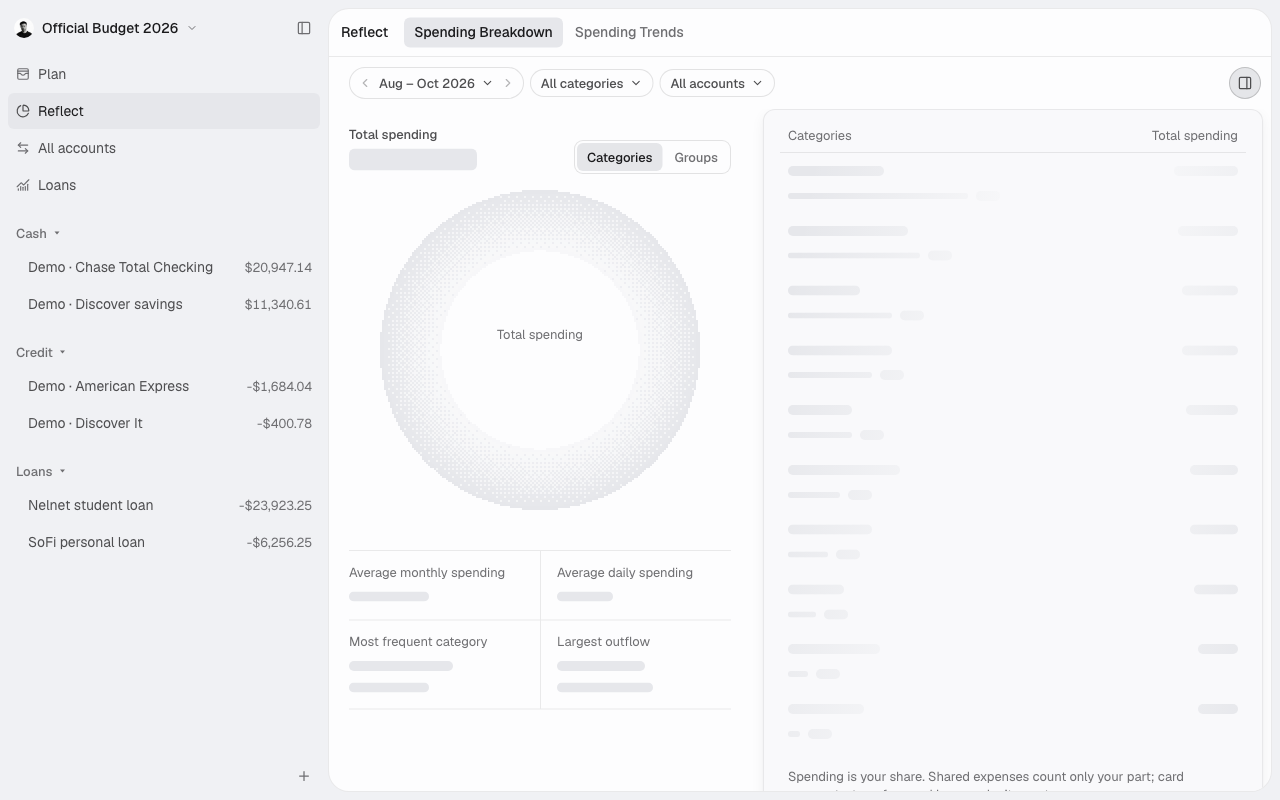 Official Budget 2026
Plan
Reflect
All accounts
Loans
Cash
Demo · Chase Total Checking $20,947.14
Demo · Discover savings $11,340.61
Credit
Demo · American Express -$1,684.04
Demo · Discover It -$400.78
Loans
Nelnet student loan -$23,923.25
SoFi personal loan -$6,256.25
Reflect Spending Breakdown Spending Trends
Aug – Oct 2026 All categories All accounts
Total spending
Categories Groups
Total spending
Average monthly spending
Average daily spending
Most frequent category
Largest outflow
Categories Total spending
Spending is your share. Shared expenses count only your part; card